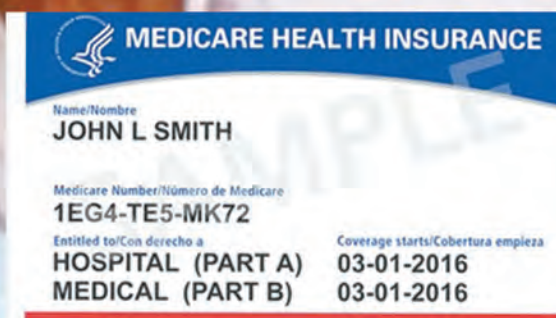 MEDICARE HEALTH INSURANCE
Name/Nombre
JOHN L SMITH
Medicare Number/Número de Medicare
1EG4-TE5-MK72
Entitled to/Con derecho a Coverage starts/Cobertura empieza
HOSPITAL (PART A) 03-01-2016
MEDICAL (PART B) 03-01-2016
SAMPLE